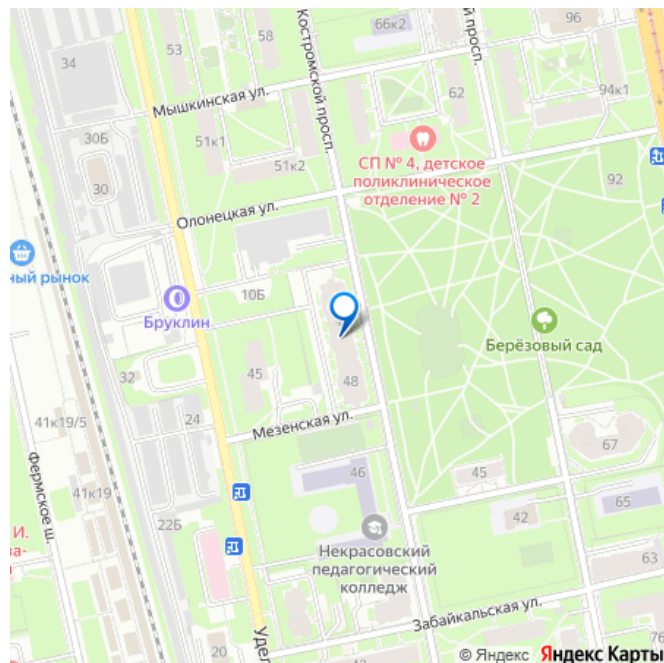 66к2
96
53
58
й просп.
34
Костромской просп.
Мышкинская ул.
62
94к1
30Б
51к1
51к2
СП № 4, детское
поликлиническое
отделение № 2
30
92
Олонецкая ул.
ный рынок
10Б
Бруклин
Берёзовый сад
32
45
48
41к19/5
24
Мезенская ул.
67
Фермское ш.
41к19
46
45
65
22Б
42
И.
ва-
Некрасовский
педагогический
колледж
63
Забайкальская ул.
Удел
20
76
© Яндекс Яндекс Карты